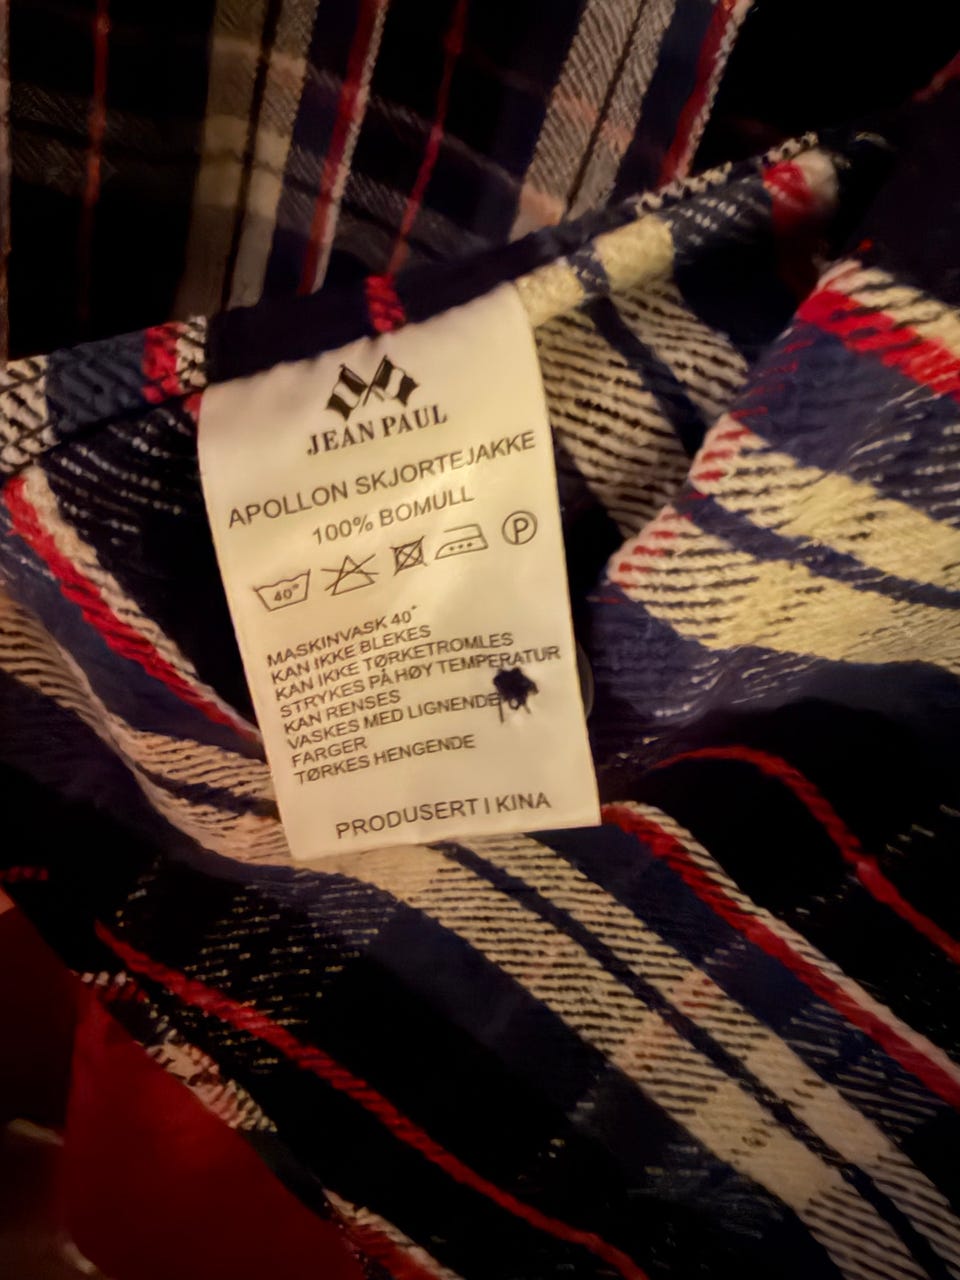 JEAN PAUL
APOLLON SKJORTEJAKKE
100% BOMULL
40° P
MASKINVASK 40°
KAN IKKE BLEKES
KAN IKKE TØRKETROMLES
STRYKES PÅ HØY TEMPERATUR
KAN RENSES
VASKES MED LIGNENDE
FARGER
TØRKES HENGENDE
PRODUSERT I KINA